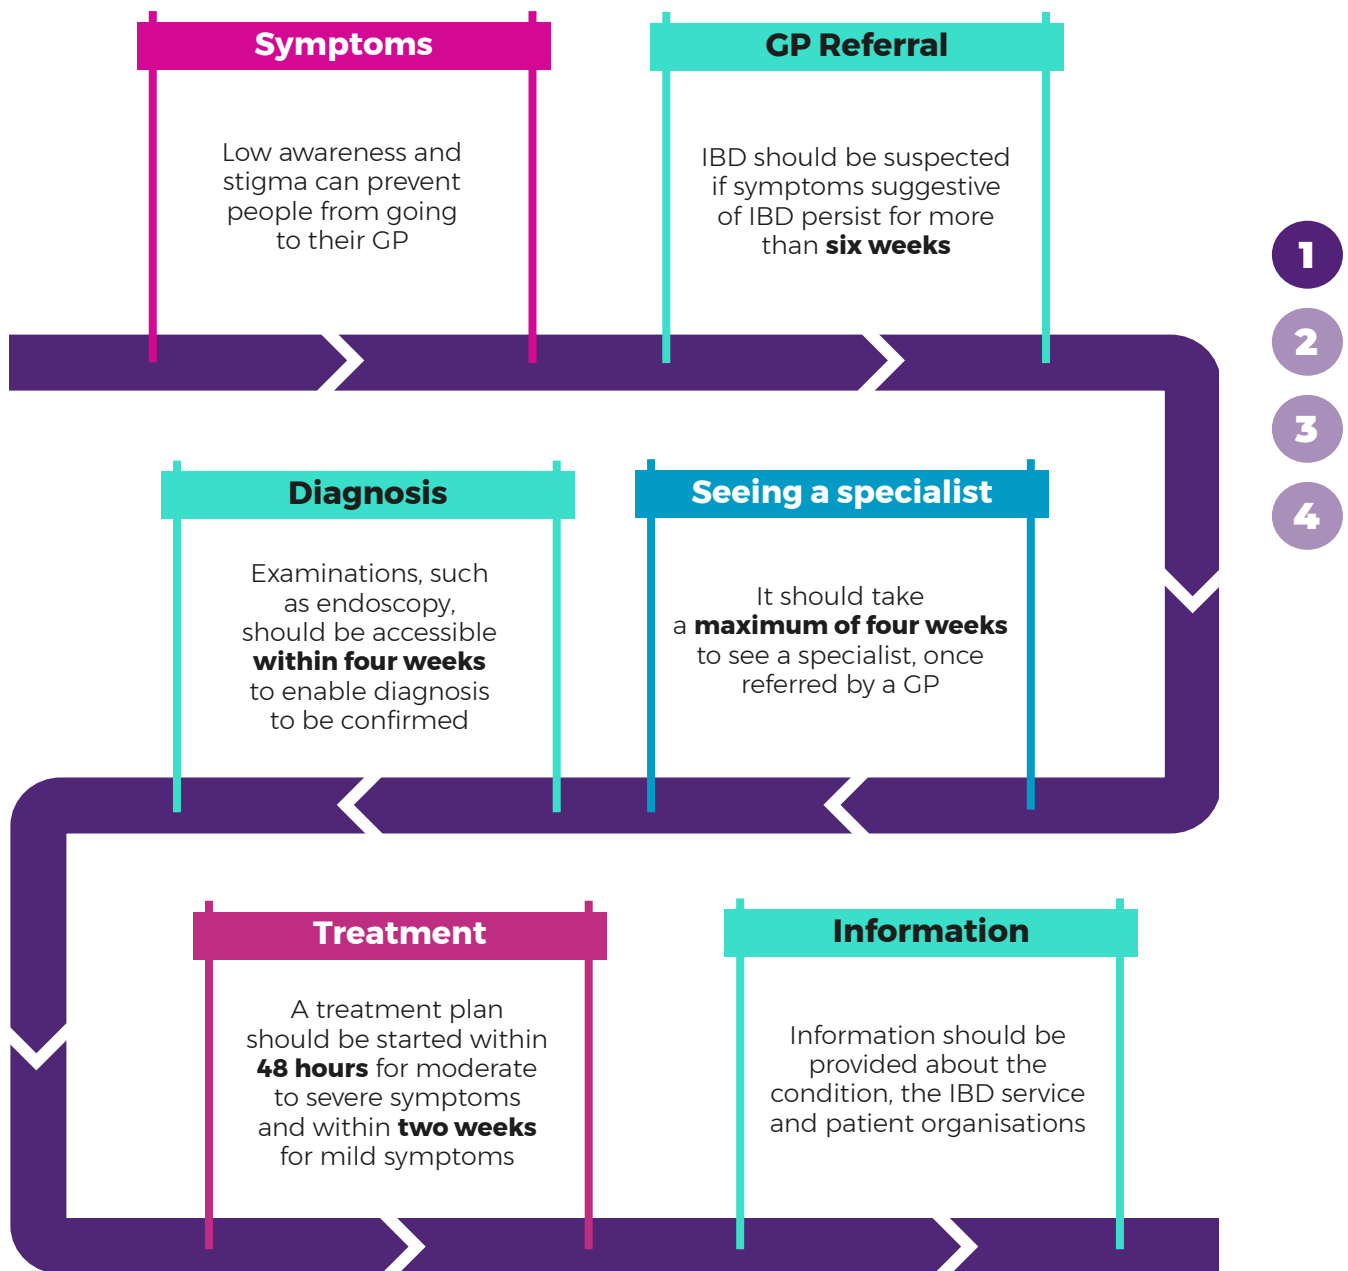 Symptoms
Low awareness and
stigma can prevent
people from going
to their GP
GP Referral
IBD should be suspected
if symptoms suggestive
of IBD persist for more
than six weeks
1
2
3
4
Seeing a specialist
It should take
a maximum of four weeks
to see a specialist, once
referred by a GP
Diagnosis
Examinations, such
as endoscopy,
should be accessible
within four weeks
to enable diagnosis
to be confirmed
Treatment
A treatment plan
should be started within
48 hours for moderate
to severe symptoms
and within two weeks
for mild symptoms
Information
Information should be
provided about the
condition, the IBD service
and patient organisations